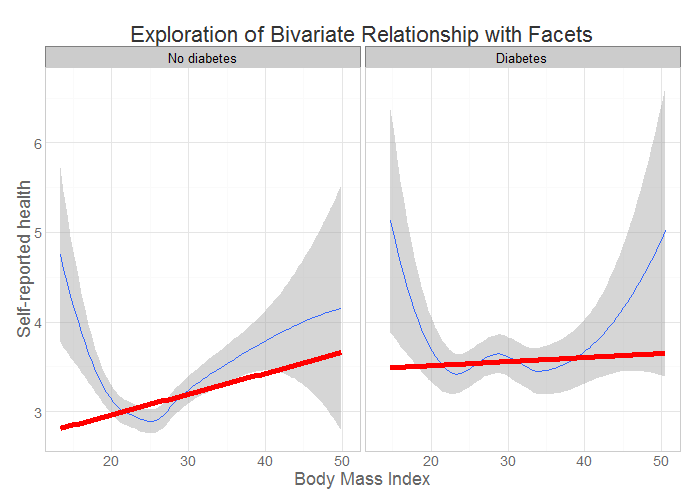 Exploration of Bivariate Relationship with Facets
No diabetes
Diabetes
Self-reported health
6
5
4
3
20
30
40
50
20
30
40
50
Body Mass Index